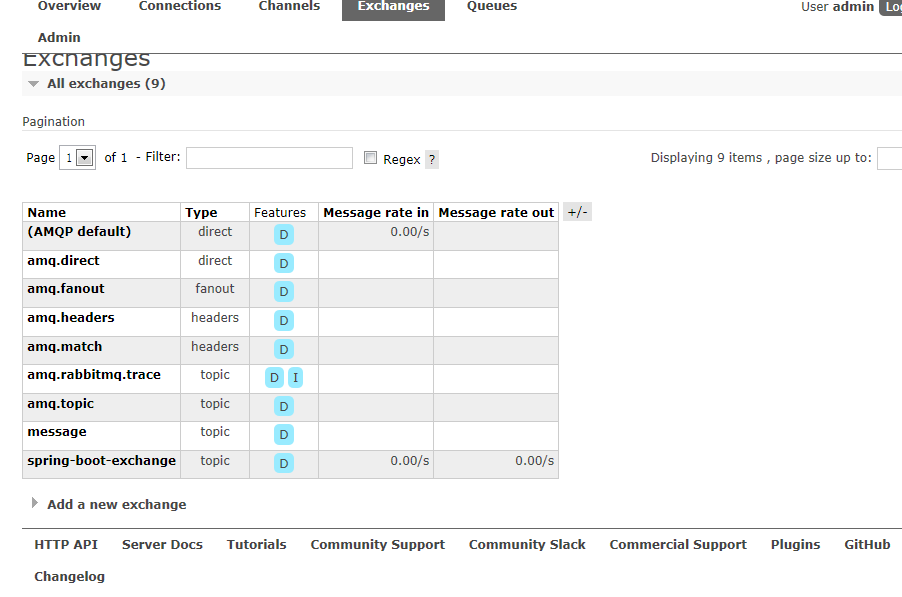 Overview Connections Channels Exchanges Queues User admin
Admin
Exchanges
All exchanges (9)
Pagination
Page 1 of 1 - Filter: Regex ? Displaying 9 items , page size up to:
Name Type Features Message rate in Message rate out +/-
(AMQP default) direct D 0.00/s
amq.direct direct D
amq.fanout fanout D
amq.headers headers D
amq.match headers D
amq.rabbitmq.trace topic D I
amq.topic topic D
message topic D
spring-boot-exchange topic D 0.00/s 0.00/s
Add a new exchange
HTTP API Server Docs Tutorials Community Support Community Slack Commercial Support Plugins GitHub
Changelog